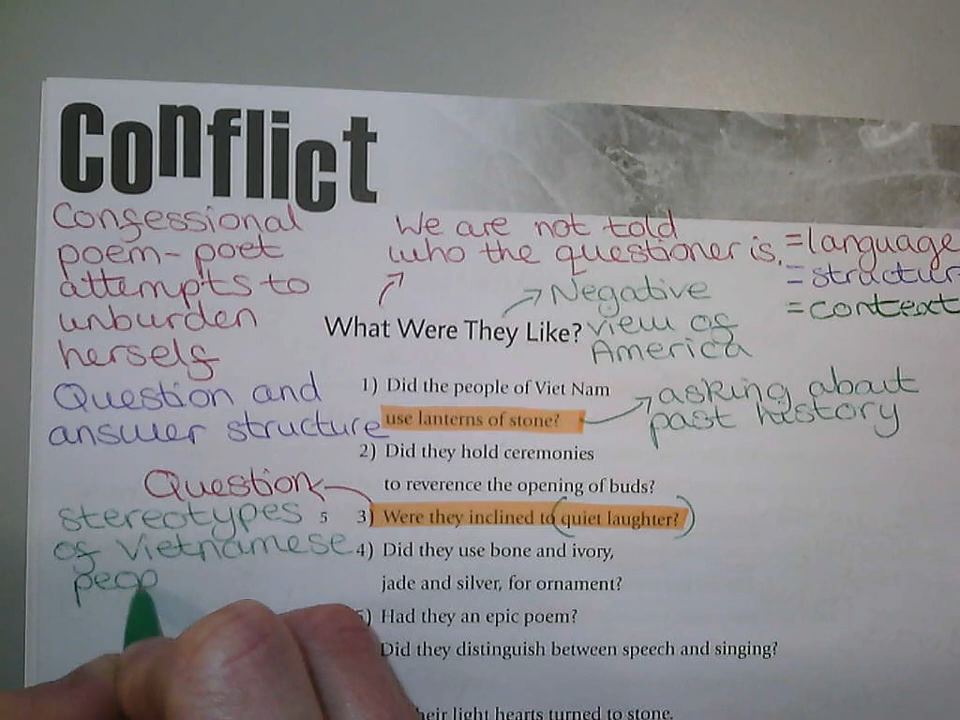 Conflict
Confessional
poem - poet
attempts to
unburden
herself
We are not told
who the questioner is.
= language
= structur
= context
Negative
view of
America
What Were They Like?
Question and
answer structure
1) Did the people of Viet Nam
use lanterns of stone?
asking about
past history
2) Did they hold ceremonies
to reverence the opening of buds?
Question
stereotypes
of Vietnamese
peop
5 3) Were they inclined to quiet laughter?
4) Did they use bone and ivory,
jade and silver, for ornament?
) Had they an epic poem?
Did they distinguish between speech and singing?
heir light hearts turned to stone.